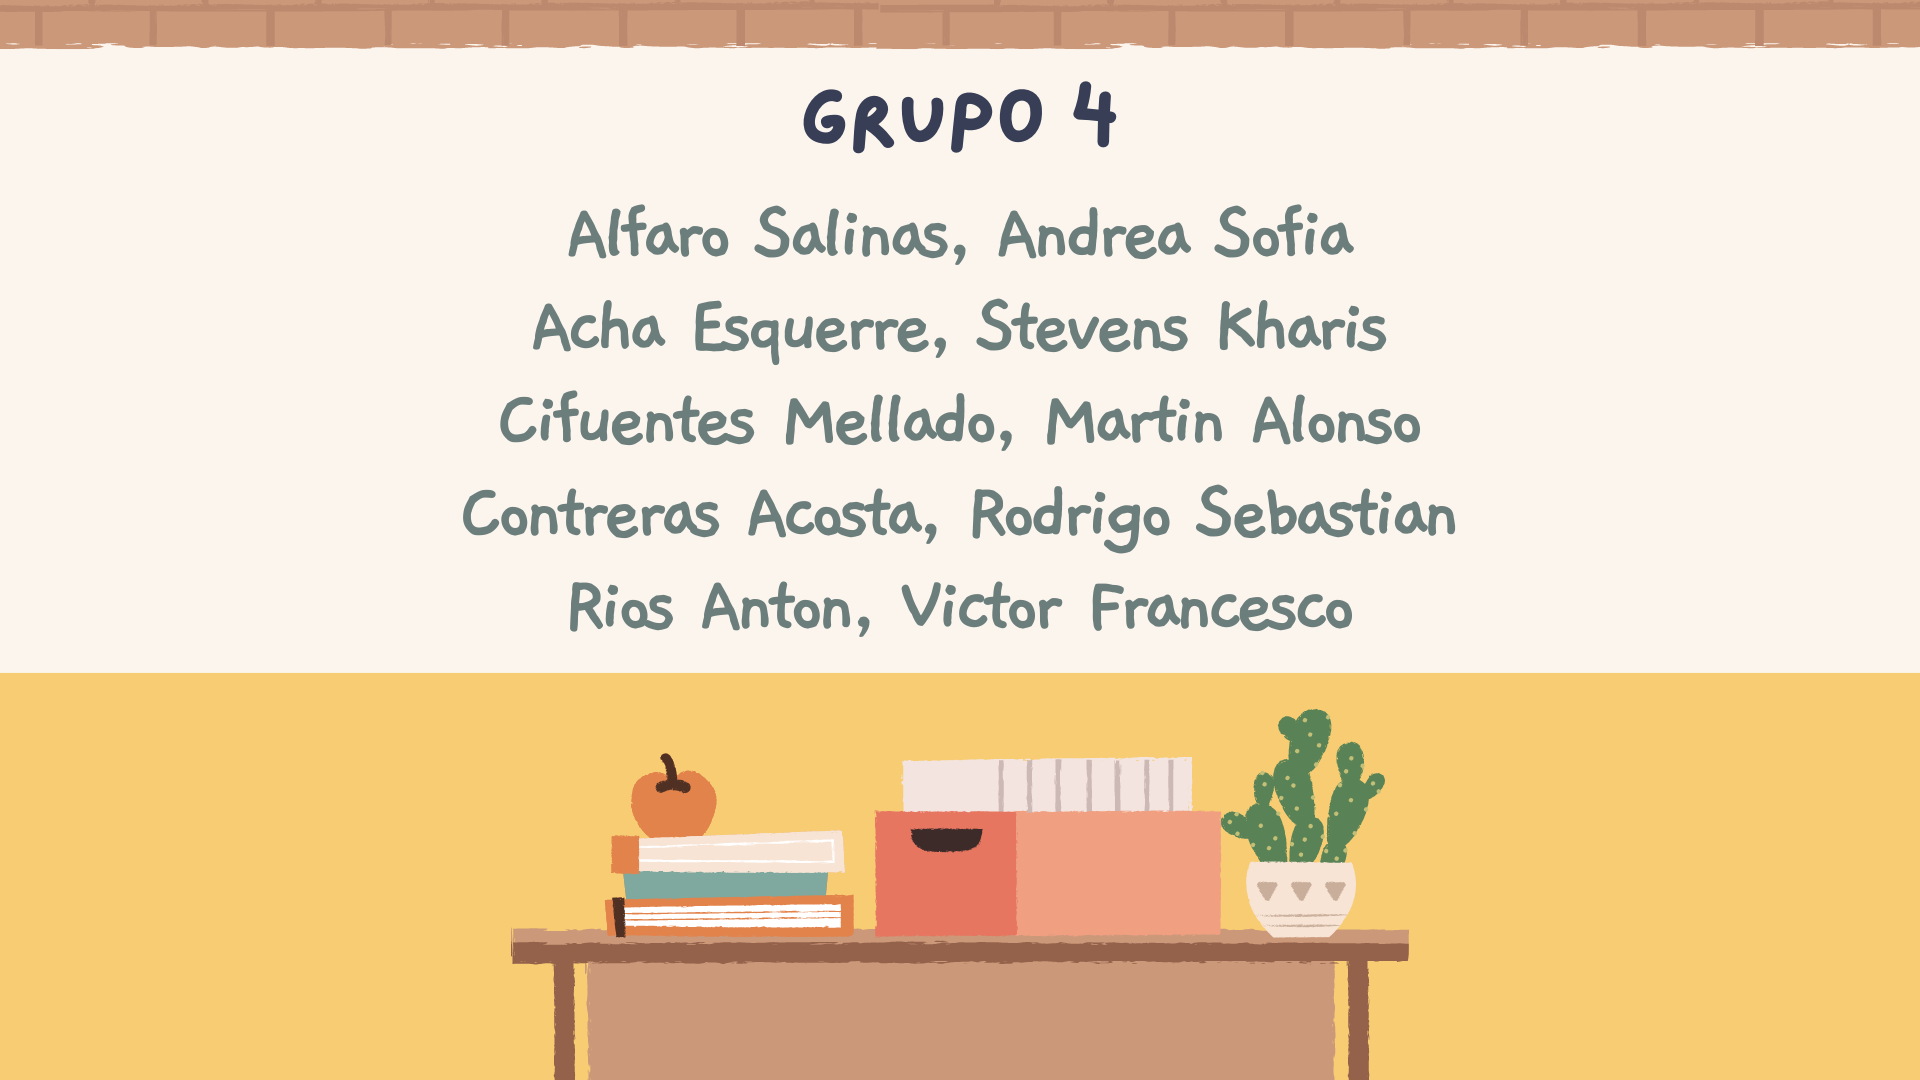 GRUPO 4
Alfaro Salinas, Andrea Sofia
Acha Esquerre, Stevens Kharis
Cifuentes Mellado, Martin Alonso
Contreras Acosta, Rodrigo Sebastian
Rios Anton, Victor Francesco